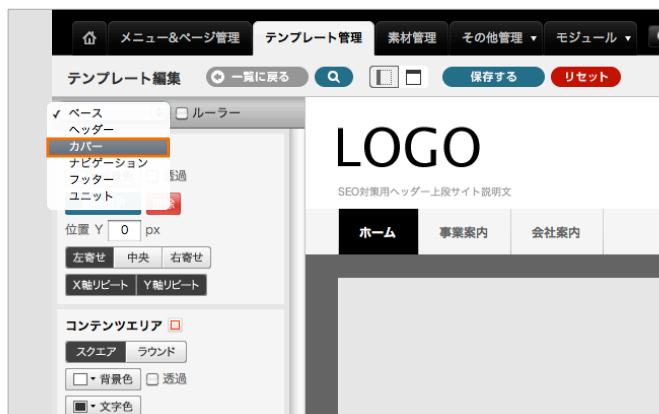 メニュー&ページ管理 テンプレート管理 素材管理 その他管理 モジュール
テンプレート編集 一覧に戻る 保存する リセット
ベース ルーラー
ヘッダー
カバー
ナビゲーション
フッター 透過
ユニット
位置 Y 0 px
左寄せ 中央 右寄せ
X軸リピート Y軸リピート
コンテンツエリア
スクエア ラウンド
背景色 透過
文字色
LOGO
SEO対策用ヘッダー上段サイト説明文
ホーム 事業案内 会社案内